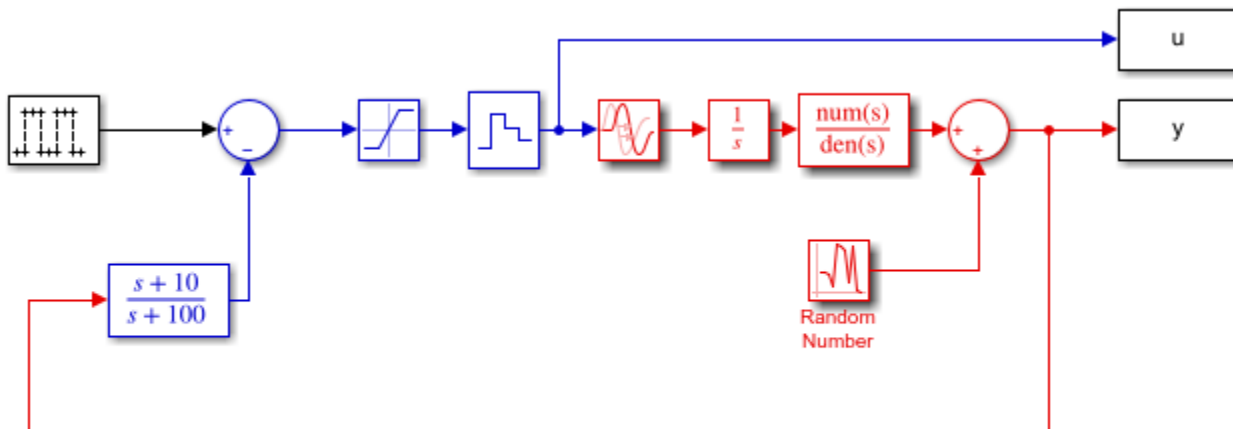 u
+
−
1
s
num(s)
den(s)
+
+
y
s + 10
s + 100
Random
Number